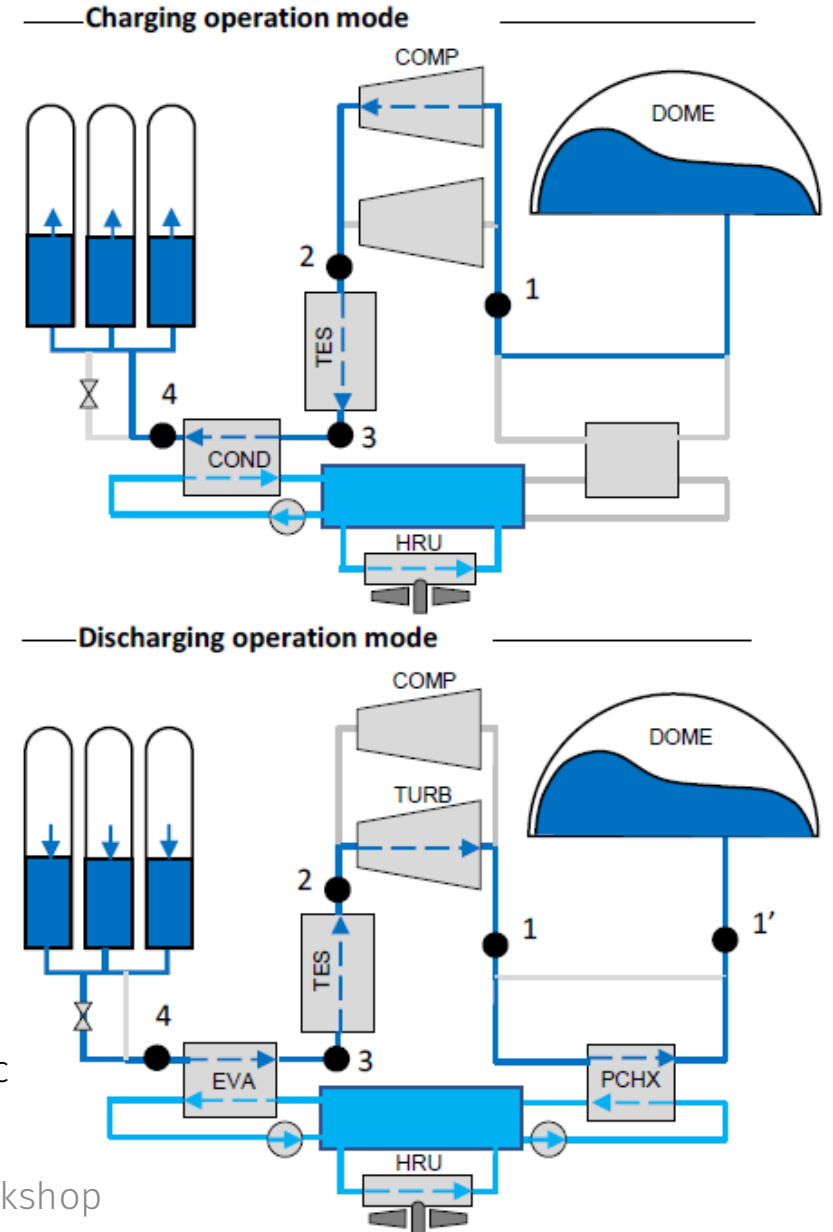 Charging operation mode
COMP
DOME
2
1
TES
4
3
COND
HRU
Discharging operation mode
COMP
DOME
TURB
2
1
1’
TES
4
3
c
EVA
PCHX
HRU
kshop